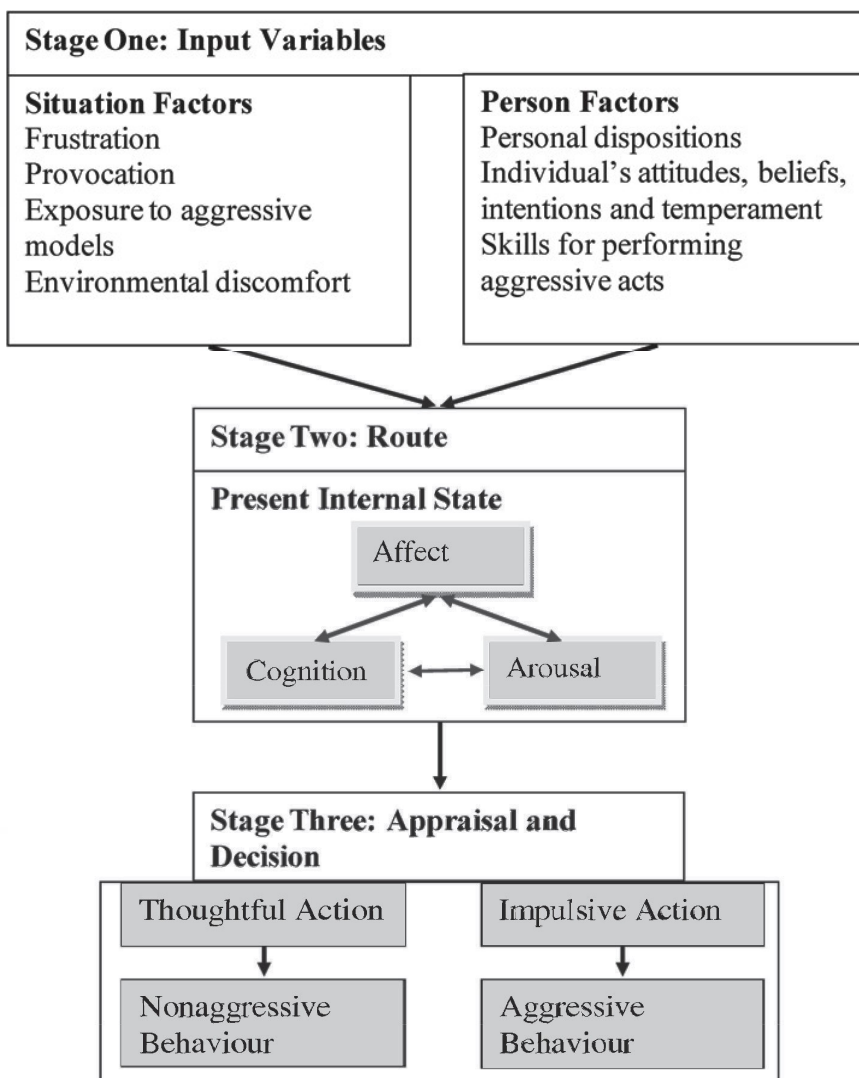 Stage One: Input Variables
Situation Factors
Frustration
Provocation
Exposure to aggressive
models
Environmental discomfort
Person Factors
Personal dispositions
Individual's attitudes, beliefs,
intentions and temperament
Skills for performing
aggressive acts
Stage Two: Route
Present Internal State
Affect
Cognition
Arousal
Stage Three: Appraisal and
Decision
Thoughtful Action
Impulsive Action
Nonaggressive
Behaviour
Aggressive
Behaviour